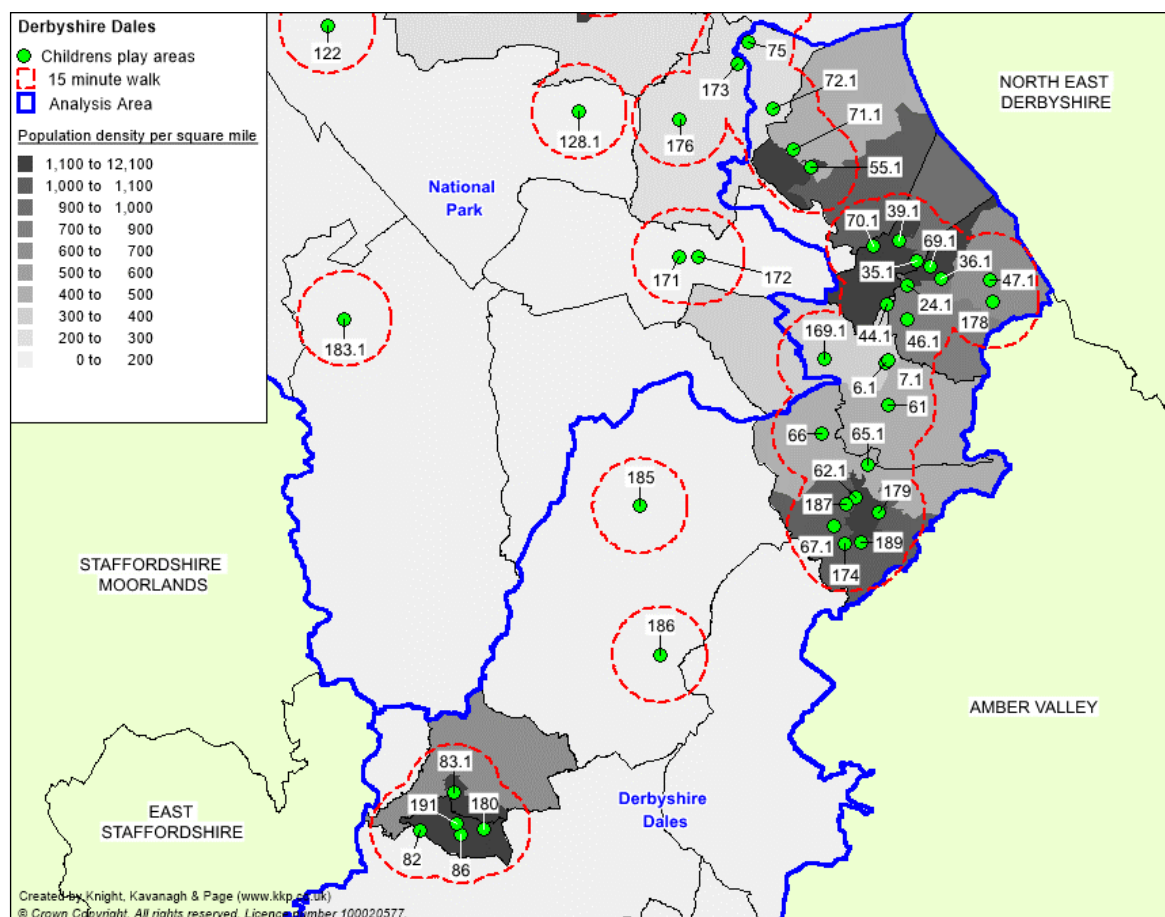 Derbyshire Dales
Childrens play areas
15 minute walk
Analysis Area
Population density per square mile
1,100 to 12,100
1,000 to 1,100
900 to 1,000
700 to 900
600 to 700
500 to 600
400 to 500
300 to 400
200 to 300
0 to 200
122
75
173
72.1
NORTH EAST
DERBYSHIRE
71.1
128.1
176
55.1
National
Park
39.1
70.1
69.1
35.1
36.1
171
172
47.1
24.1
178
183.1
169.1
44.1
46.1
7.1
6.1
61
66
65.1
62.1
185
179
187
67.1
189
174
STAFFORDSHIRE
MOORLANDS
186
AMBER VALLEY
83.1
191
180
Derbyshire
Dales
EAST
STAFFORDSHIRE
82
86
Created by Knight, Kavanagh & Page (www.kkp.co.uk)
© Crown Copyright. All rights reserved. Licence number 100020577.